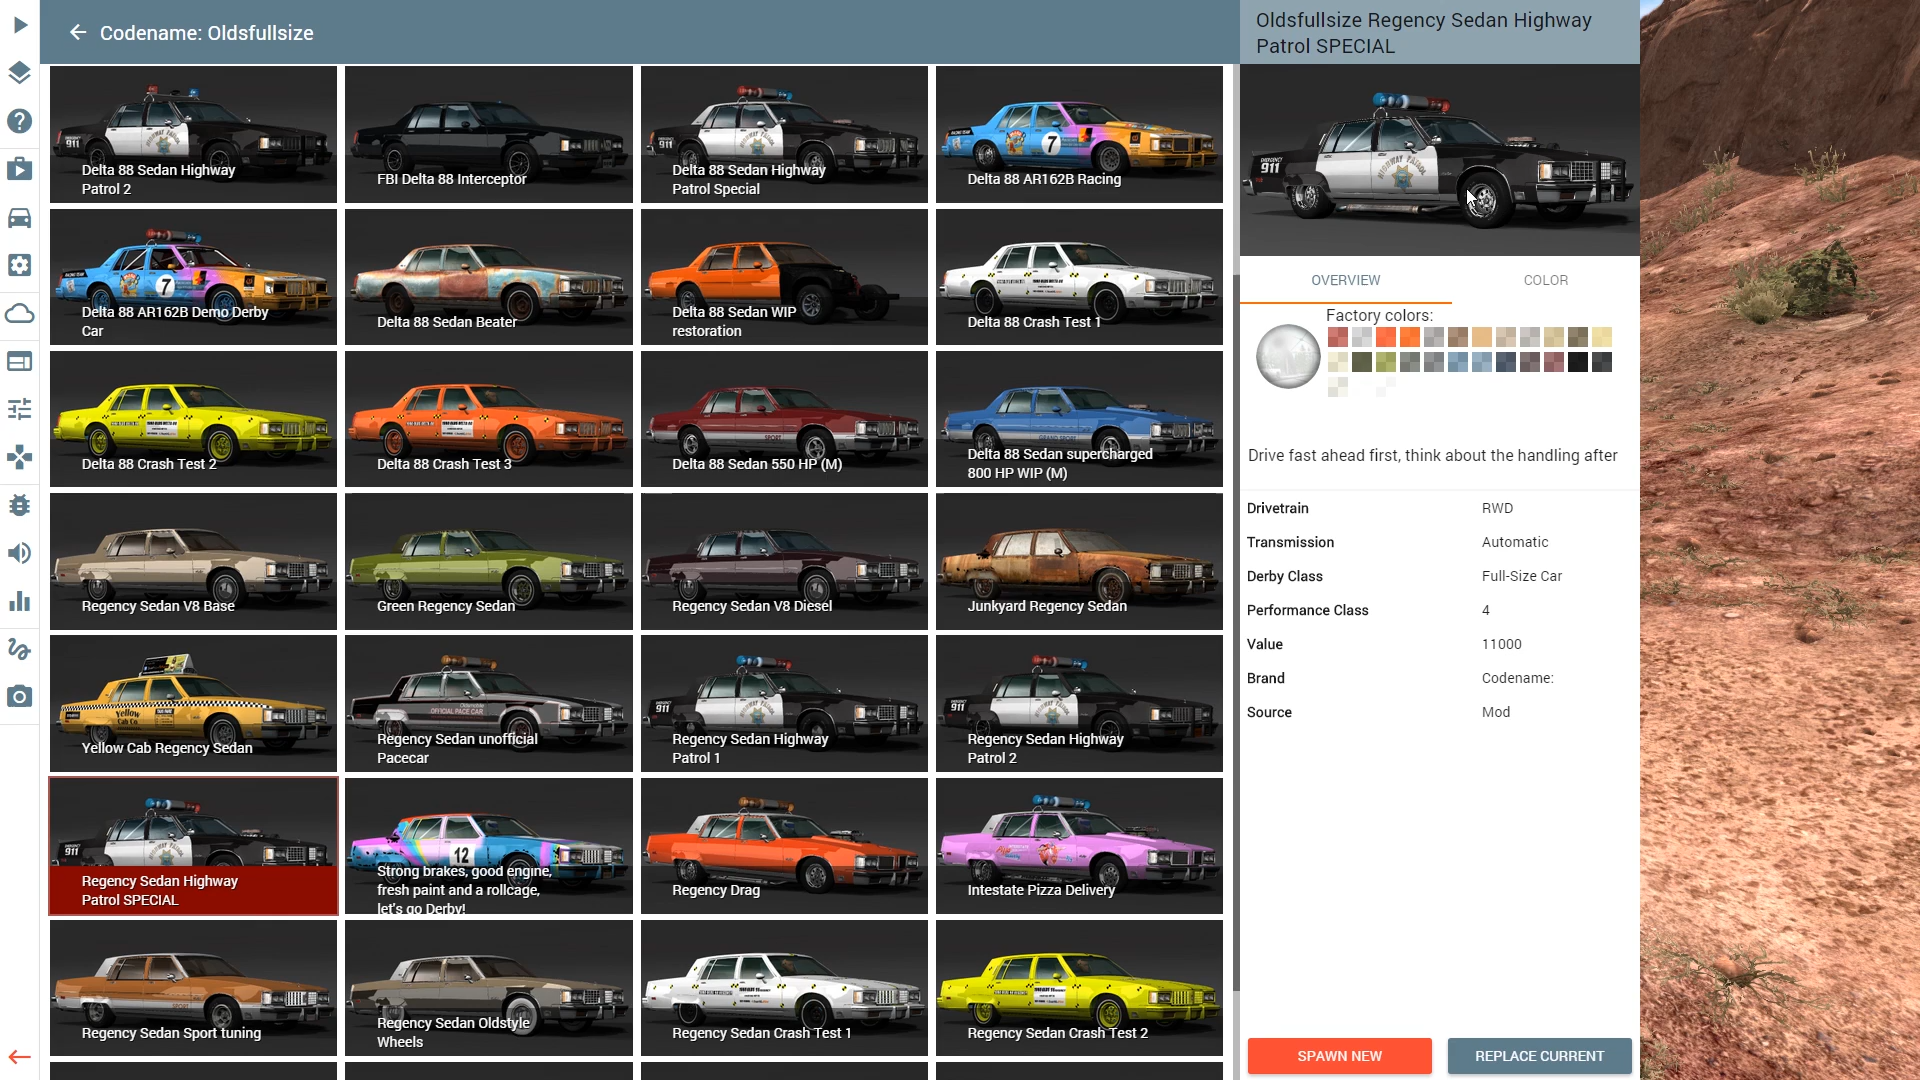 Codename: Oldsfullsize
Delta 88 Sedan Highway
Patrol 2
FBI Delta 88 Interceptor
Delta 88 Sedan Highway
Patrol Special
Delta 88 AR162B Racing
Delta 88 AR162B Demo Derby
Car
Delta 88 Sedan Beater
Delta 88 Sedan WIP
restoration
Delta 88 Crash Test 1
Delta 88 Crash Test 2
Delta 88 Crash Test 3
Delta 88 Sedan 550 HP (M)
Delta 88 Sedan supercharged
800 HP WIP (M)
Regency Sedan V8 Base
Green Regency Sedan
Regency Sedan V8 Diesel
Junkyard Regency Sedan
Yellow Cab Regency Sedan
Regency Sedan unofficial
Pacecar
Regency Sedan Highway
Patrol 1
Regency Sedan Highway
Patrol 2
Regency Sedan Highway
Patrol SPECIAL
Strong brakes, good engine,
fresh paint and a rollcage,
let's go Derby!
Regency Drag
Intestate Pizza Delivery
Regency Sedan Sport tuning
Regency Sedan Oldstyle
Wheels
Regency Sedan Crash Test 1
Regency Sedan Crash Test 2
Oldsfullsize Regency Sedan Highway
Patrol SPECIAL
EMERGENCY
911
HIGHWAY PATROL
OVERVIEW
COLOR
Factory colors:
Drive fast ahead first, think about the handling after
Drivetrain RWD
Transmission Automatic
Derby Class Full-Size Car
Performance Class 4
Value 11000
Brand Codename:
Source Mod
SPAWN NEW
REPLACE CURRENT